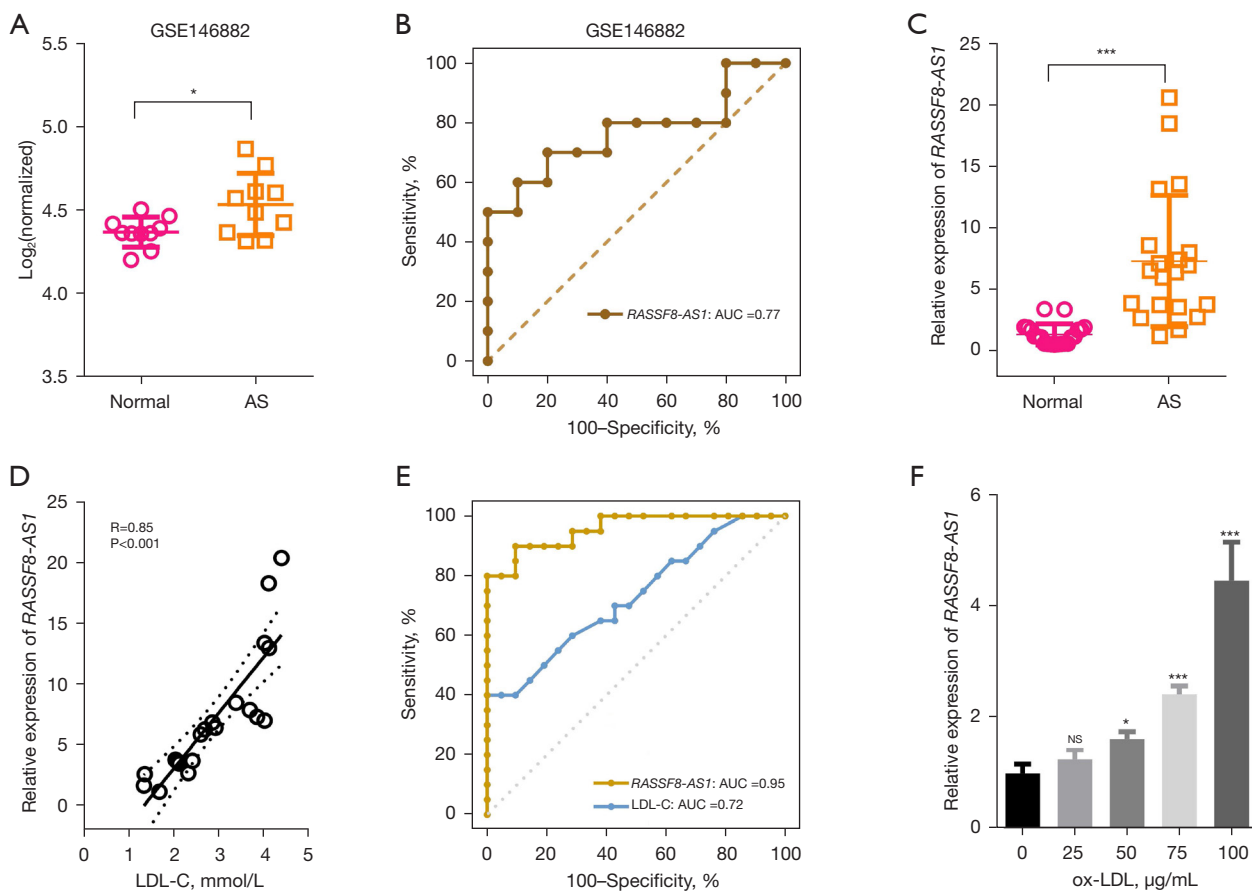 A
GSE146882
5.5
5.0
4.5
4.0
3.5
Log2(normalized)
*
Normal
AS
B
GSE146882
100
80
60
40
20
0
Sensitivity, %
RASSF8-AS1: AUC =0.77
0
20
40
60
80
100
100–Specificity, %
C
25
20
15
10
5
0
Relative expression of RASSF8-AS1
***
Normal
AS
D
25
20
15
10
5
0
Relative expression of RASSF8-AS1
R=0.85
P<0.001
0
1
2
3
4
5
LDL-C, mmol/L
E
100
80
60
40
20
0
Sensitivity, %
RASSF8-AS1: AUC =0.95
LDL-C: AUC =0.72
0
20
40
60
80
100
100–Specificity, %
F
6
4
2
0
Relative expression of RASSF8-AS1
NS
*
***
***
0
25
50
75
100
ox-LDL, µg/mL